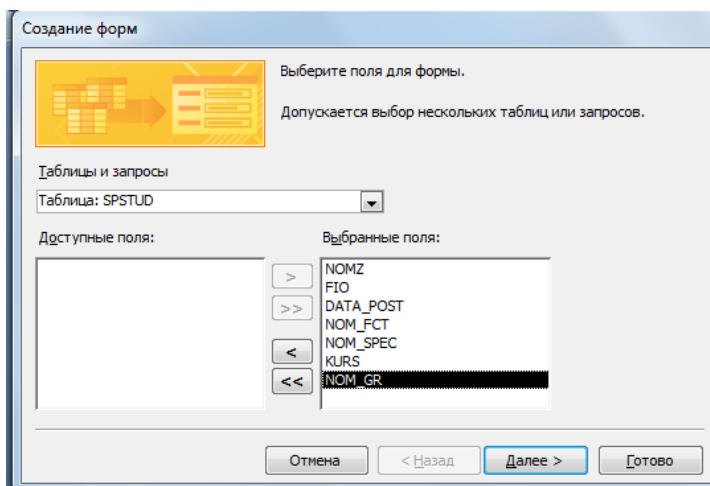 Создание форм
Выберите поля для формы.
Допускается выбор нескольких таблиц или запросов.
Таблицы и запросы
Таблица: SPSTUD
Доступные поля:
Выбранные поля:
>
>>
<
<<
NOMZ
FIO
DATA_POST
NOM_FCT
NOM_SPEC
KURS
NOM_GR
Отмена
< Назад
Далее >
Готово